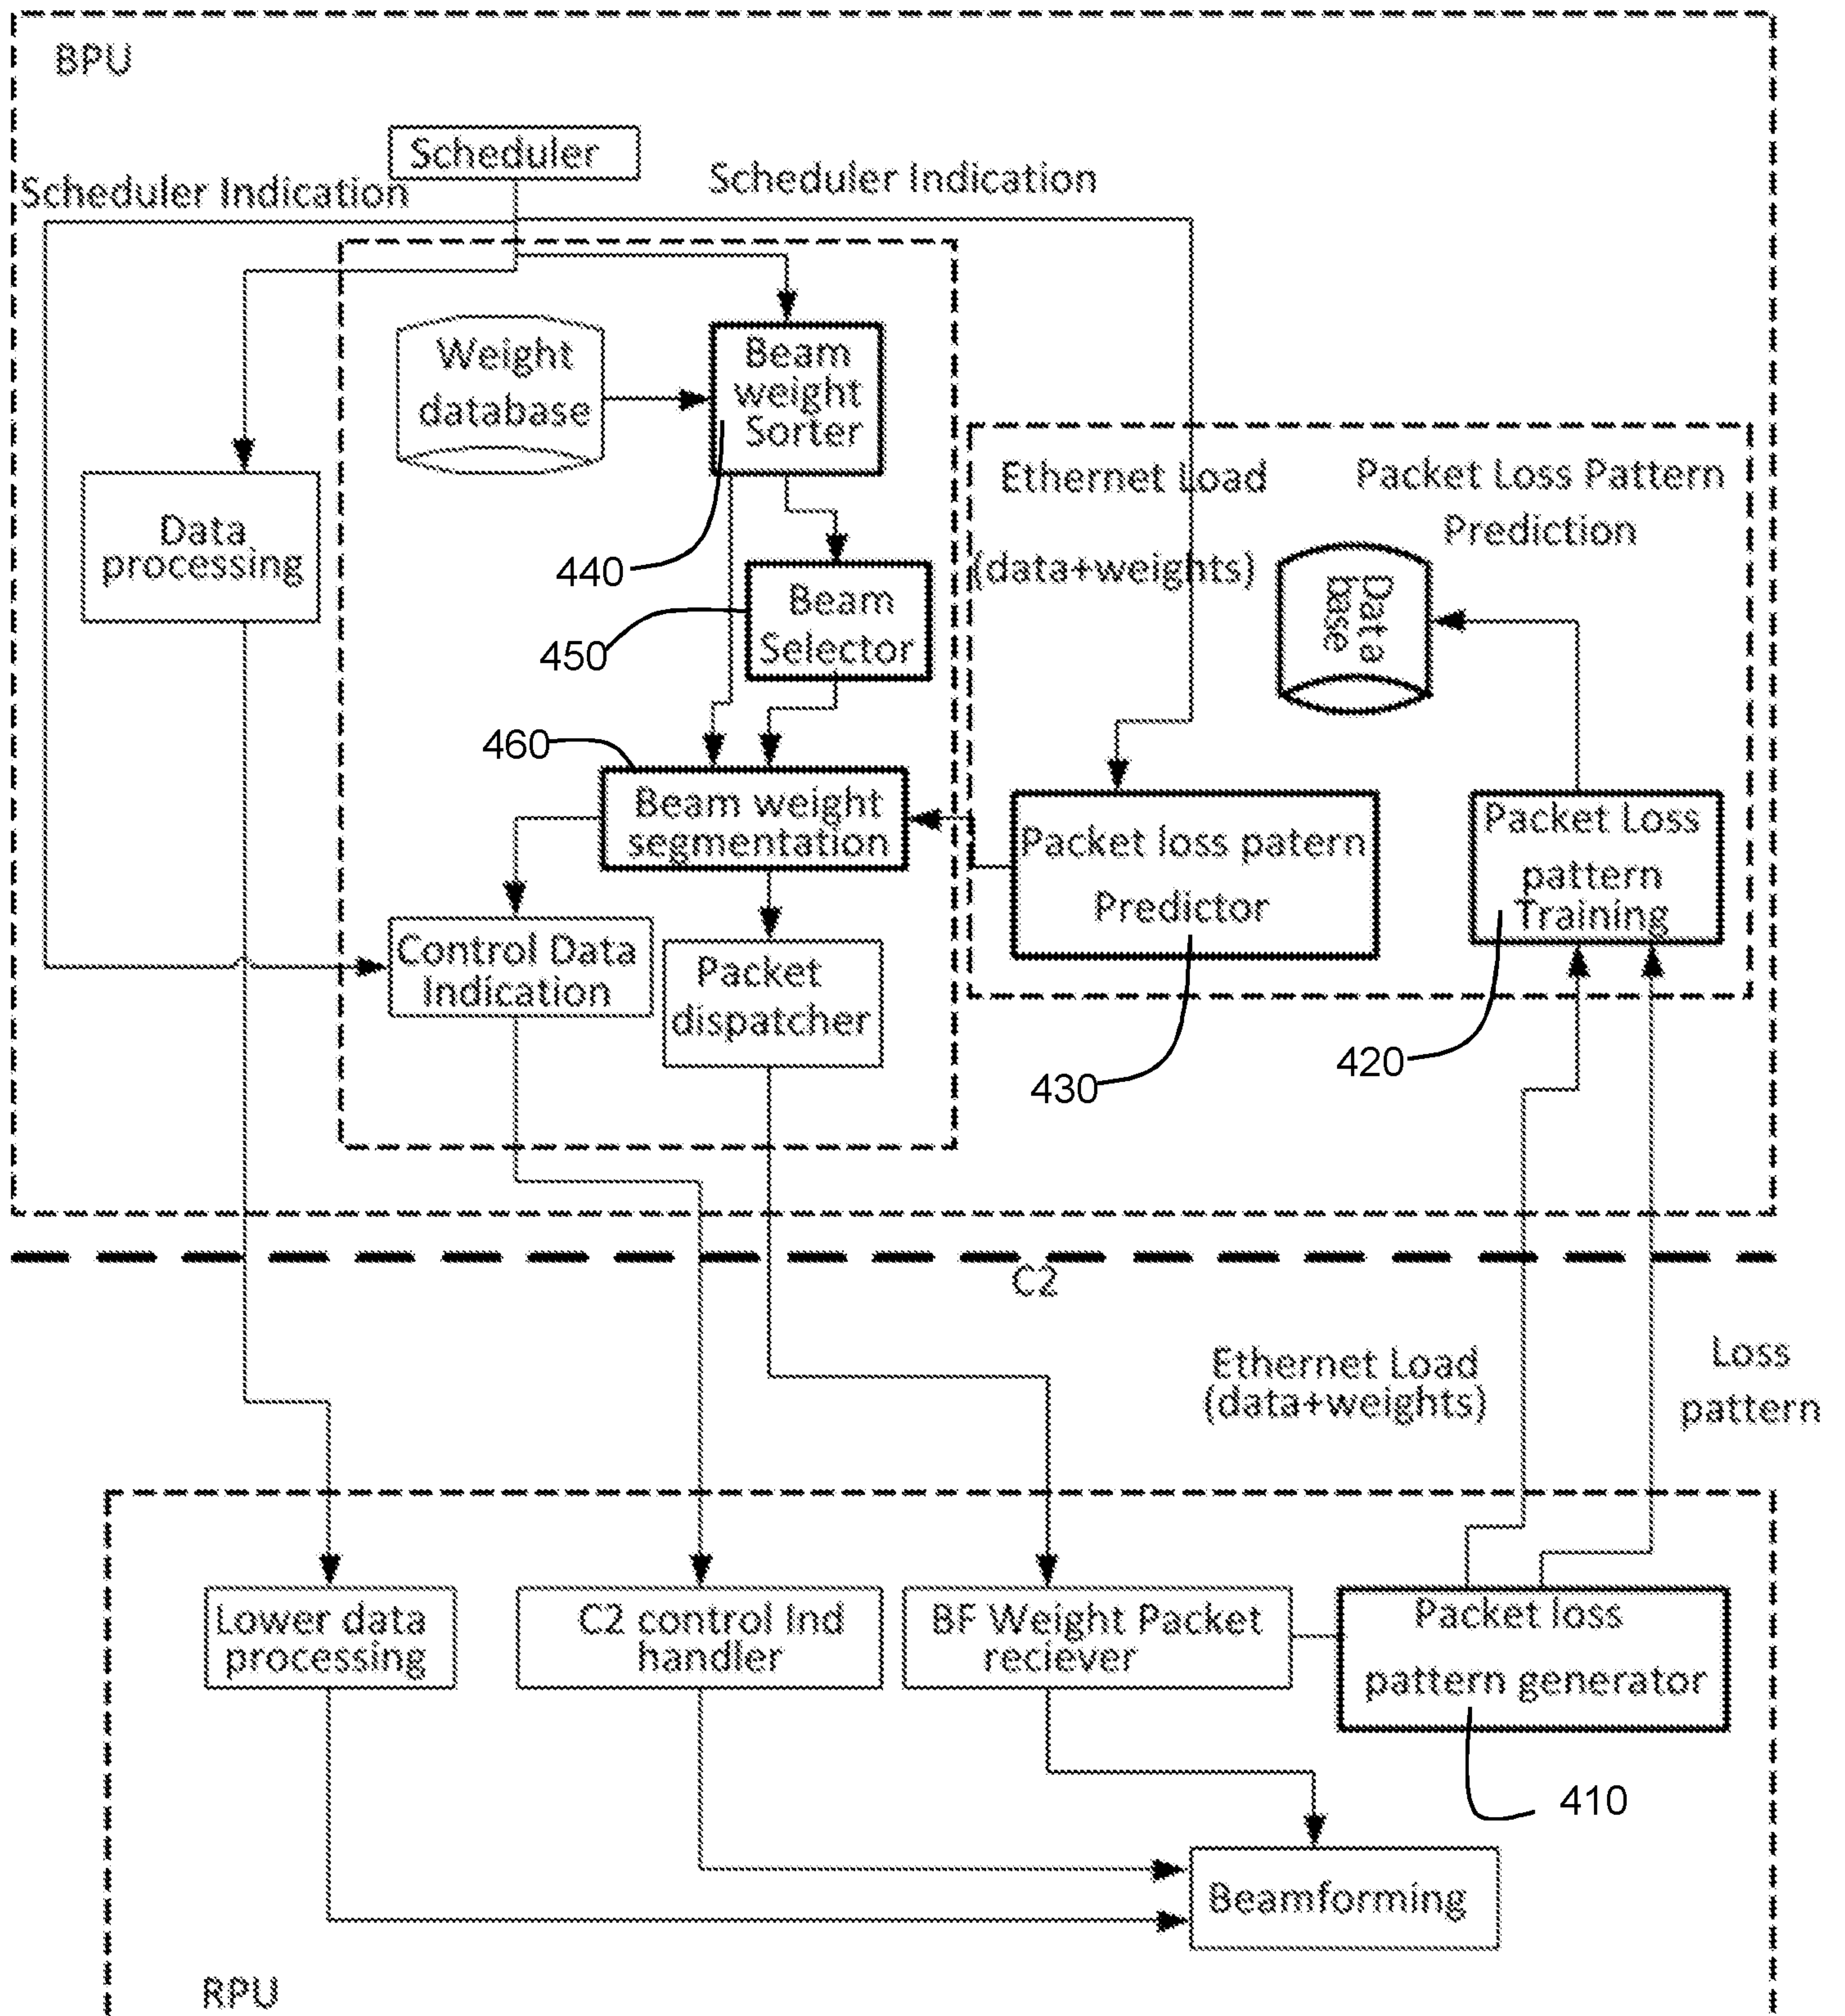 BPU
Scheduler
Scheduler Indication
Scheduler Indication
Weight
database
Beam
weight
Sorter
440
Data
processing
Beam
Selector
450
460
Beam weight
segmentation
Control Data
Indication
Packet
dispatcher
Ethernet Load
(data+weights)
Packet Loss Pattern
Prediction
Data
base
Packet loss patern
Predictor
430
Packet Loss
pattern
Training
420
C2
Ethernet Load
(data+weights)
Loss
pattern
Lower data
processing
C2 control Ind
handler
BF Weight Packet
reciever
Packet loss
pattern generator
410
Beamforming
RPU